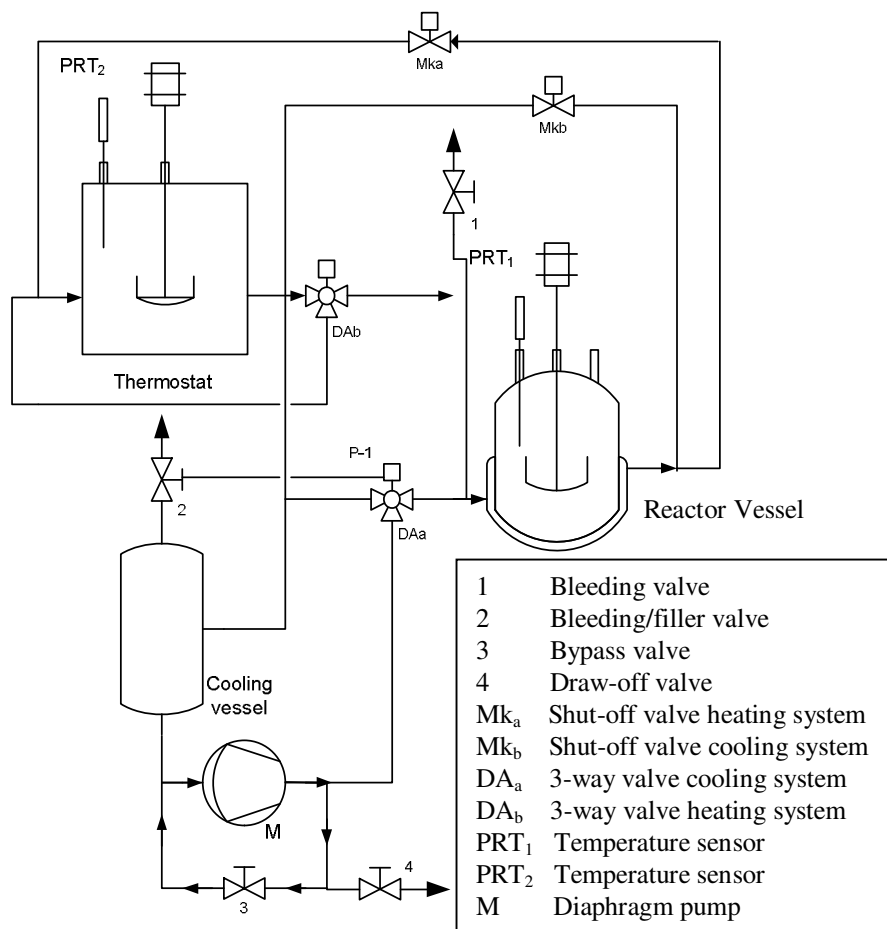 Mka
PRT2
Mkb
1
PRT1
DAb
Thermostat
P-1
2
DAa
Reactor Vessel
Cooling
vessel
M
3
4
1 Bleeding valve
2 Bleeding/filler valve
3 Bypass valve
4 Draw-off valve
Mka Shut-off valve heating system
Mkb Shut-off valve cooling system
DAa 3-way valve cooling system
DAb 3-way valve heating system
PRT1 Temperature sensor
PRT2 Temperature sensor
M Diaphragm pump